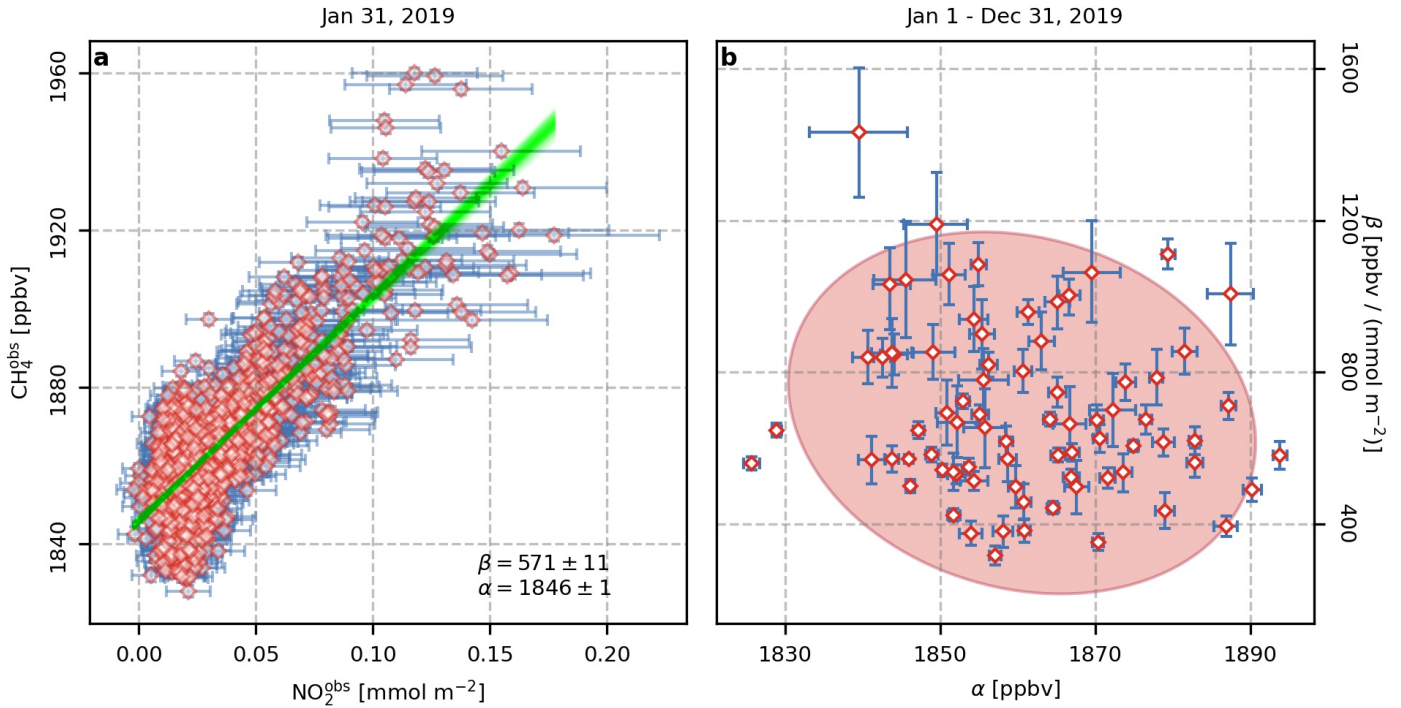 Jan 31, 2019
Jan 1 - Dec 31, 2019
a
b
1960
1920
1880
1840
CH₄ᵒᵇˢ [ppbv]
β = 571 ± 11
α = 1846 ± 1
0.00 0.05 0.10 0.15 0.20
NO₂ᵒᵇˢ [mmol m⁻²]
1600
1200
800
400
β [ppbv / (mmol m⁻²)]
1830 1850 1870 1890
α [ppbv]